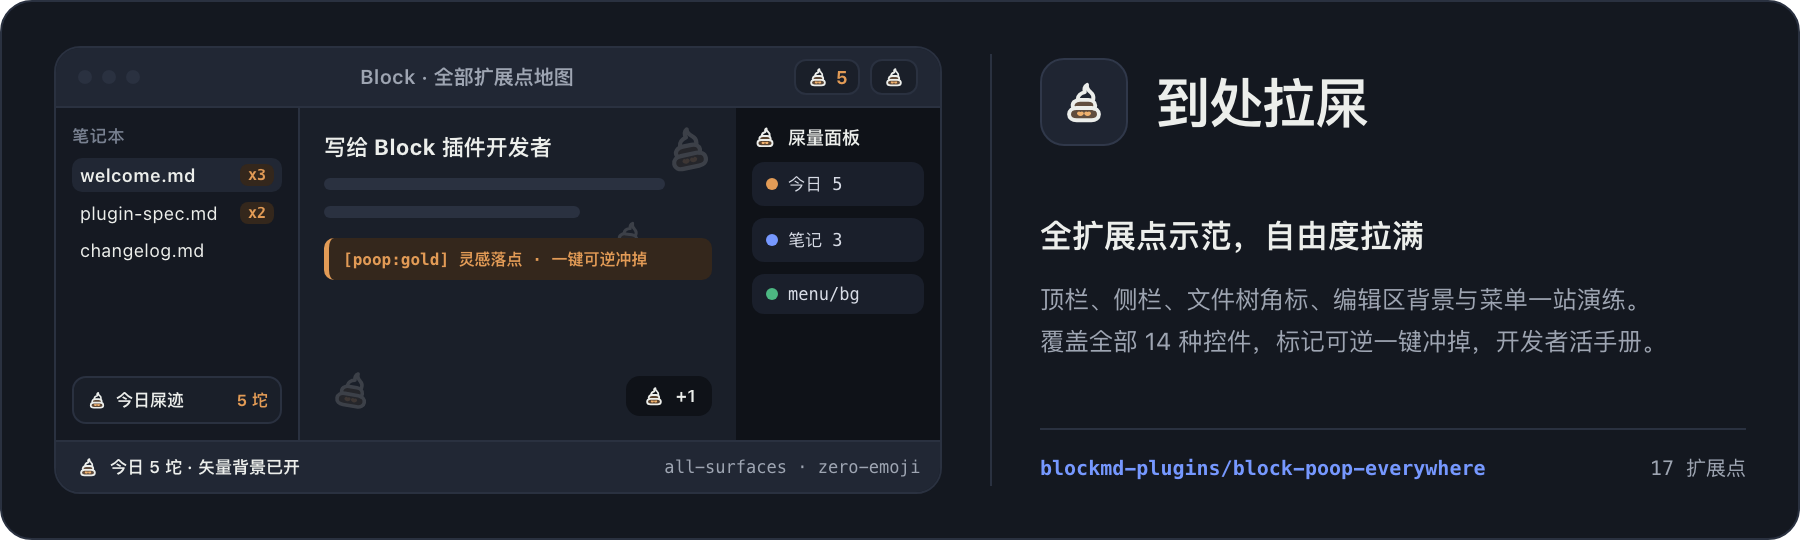 Block · 全部扩展点地图
5
笔记本
welcome.md x3
plugin-spec.md x2
changelog.md
今日屎迹 5 坨
写给 Block 插件开发者
[poop:gold] 灵感落点 · 一键可逆冲掉
+1
屎量面板
今日 5
笔记 3
menu/bg
今日 5 坨 · 矢量背景已开
all-surfaces · zero-emoji
到处拉屎
全扩展点示范，自由度拉满
顶栏、侧栏、文件树角标、编辑区背景与菜单一站演练。
覆盖全部 14 种控件，标记可逆一键冲掉，开发者活手册。
blockmd-plugins/block-poop-everywhere
17 扩展点